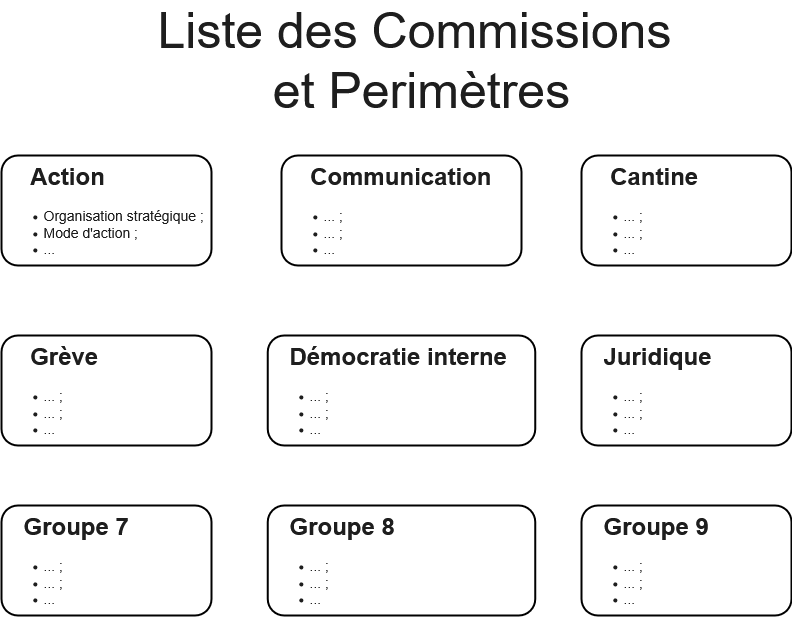 Liste des Commissions
et Perimètres
Action
• Organisation stratégique ;
• Mode d'action ;
• ...
Communication
• ... ;
• ... ;
• ...
Cantine
• ... ;
• ... ;
• ...
Grève
• ... ;
• ... ;
• ...
Démocratie interne
• ... ;
• ... ;
• ...
Juridique
• ... ;
• ... ;
• ...
Groupe 7
• ... ;
• ... ;
• ...
Groupe 8
• ... ;
• ... ;
• ...
Groupe 9
• ... ;
• ... ;
• ...